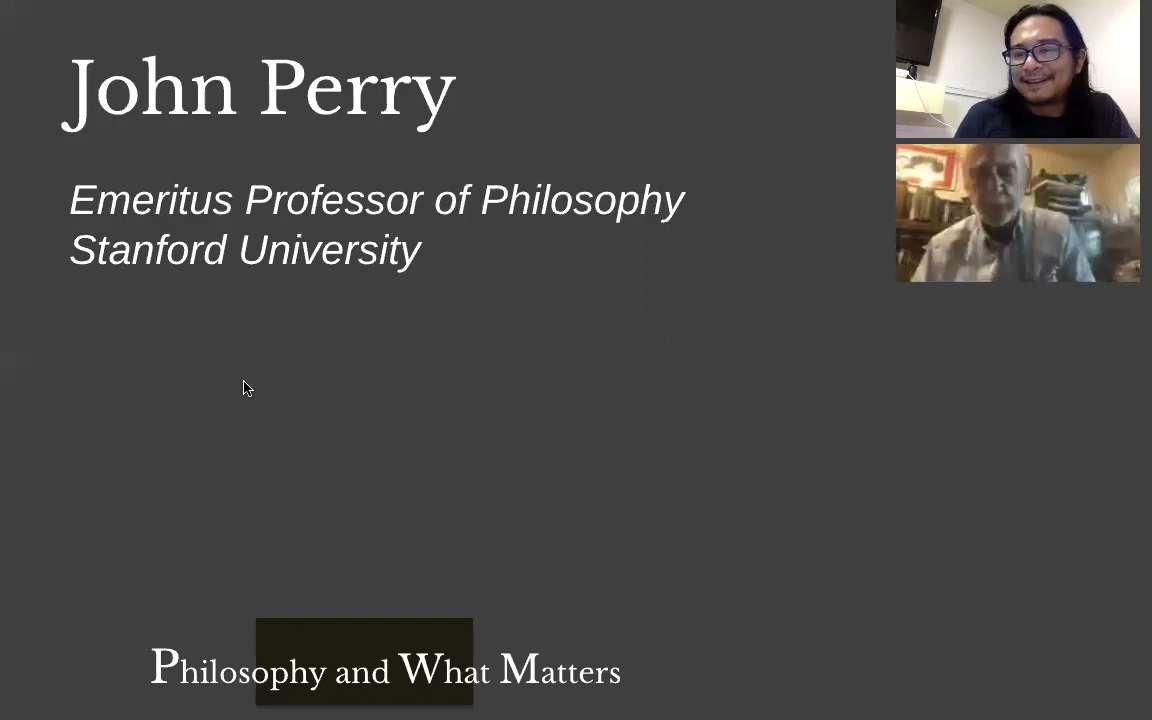 John Perry
Emeritus Professor of Philosophy
Stanford University
Philosophy and What Matters